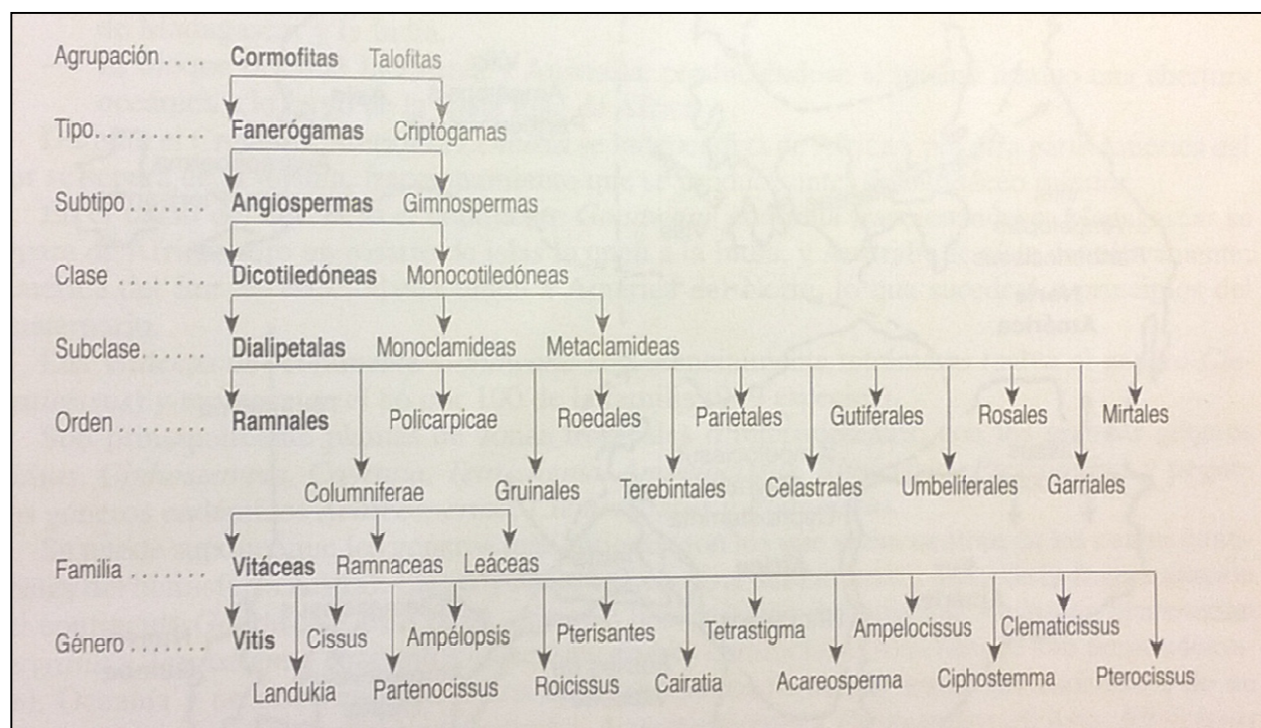 Agrupación.... Cormofitas Talofitas
Tipo.......... Fanerógamas Criptógamas
Subtipo....... Angiospermas Gimnospermas
Clase......... Dicotiledóneas Monocotiledóneas
Subclase...... Dialipetalas Monoclamideas Metaclamideas
Orden......... Ramnales Policarpicae Roedales Parietales Gutiférales Rosales Mirtales
Columniferae Gruinales Terebintales Celastrales Umbeliferales Garriales
Familia....... Vitáceas Ramnaceas Leáceas
Género........ Vitis Cissus Ampélopsis Pterisantes Tetrastigma Ampelocissus Clematicissus
Landukia Partenocissus Roicissus Cairatia Acareosperma Ciphostemma Pterocissus